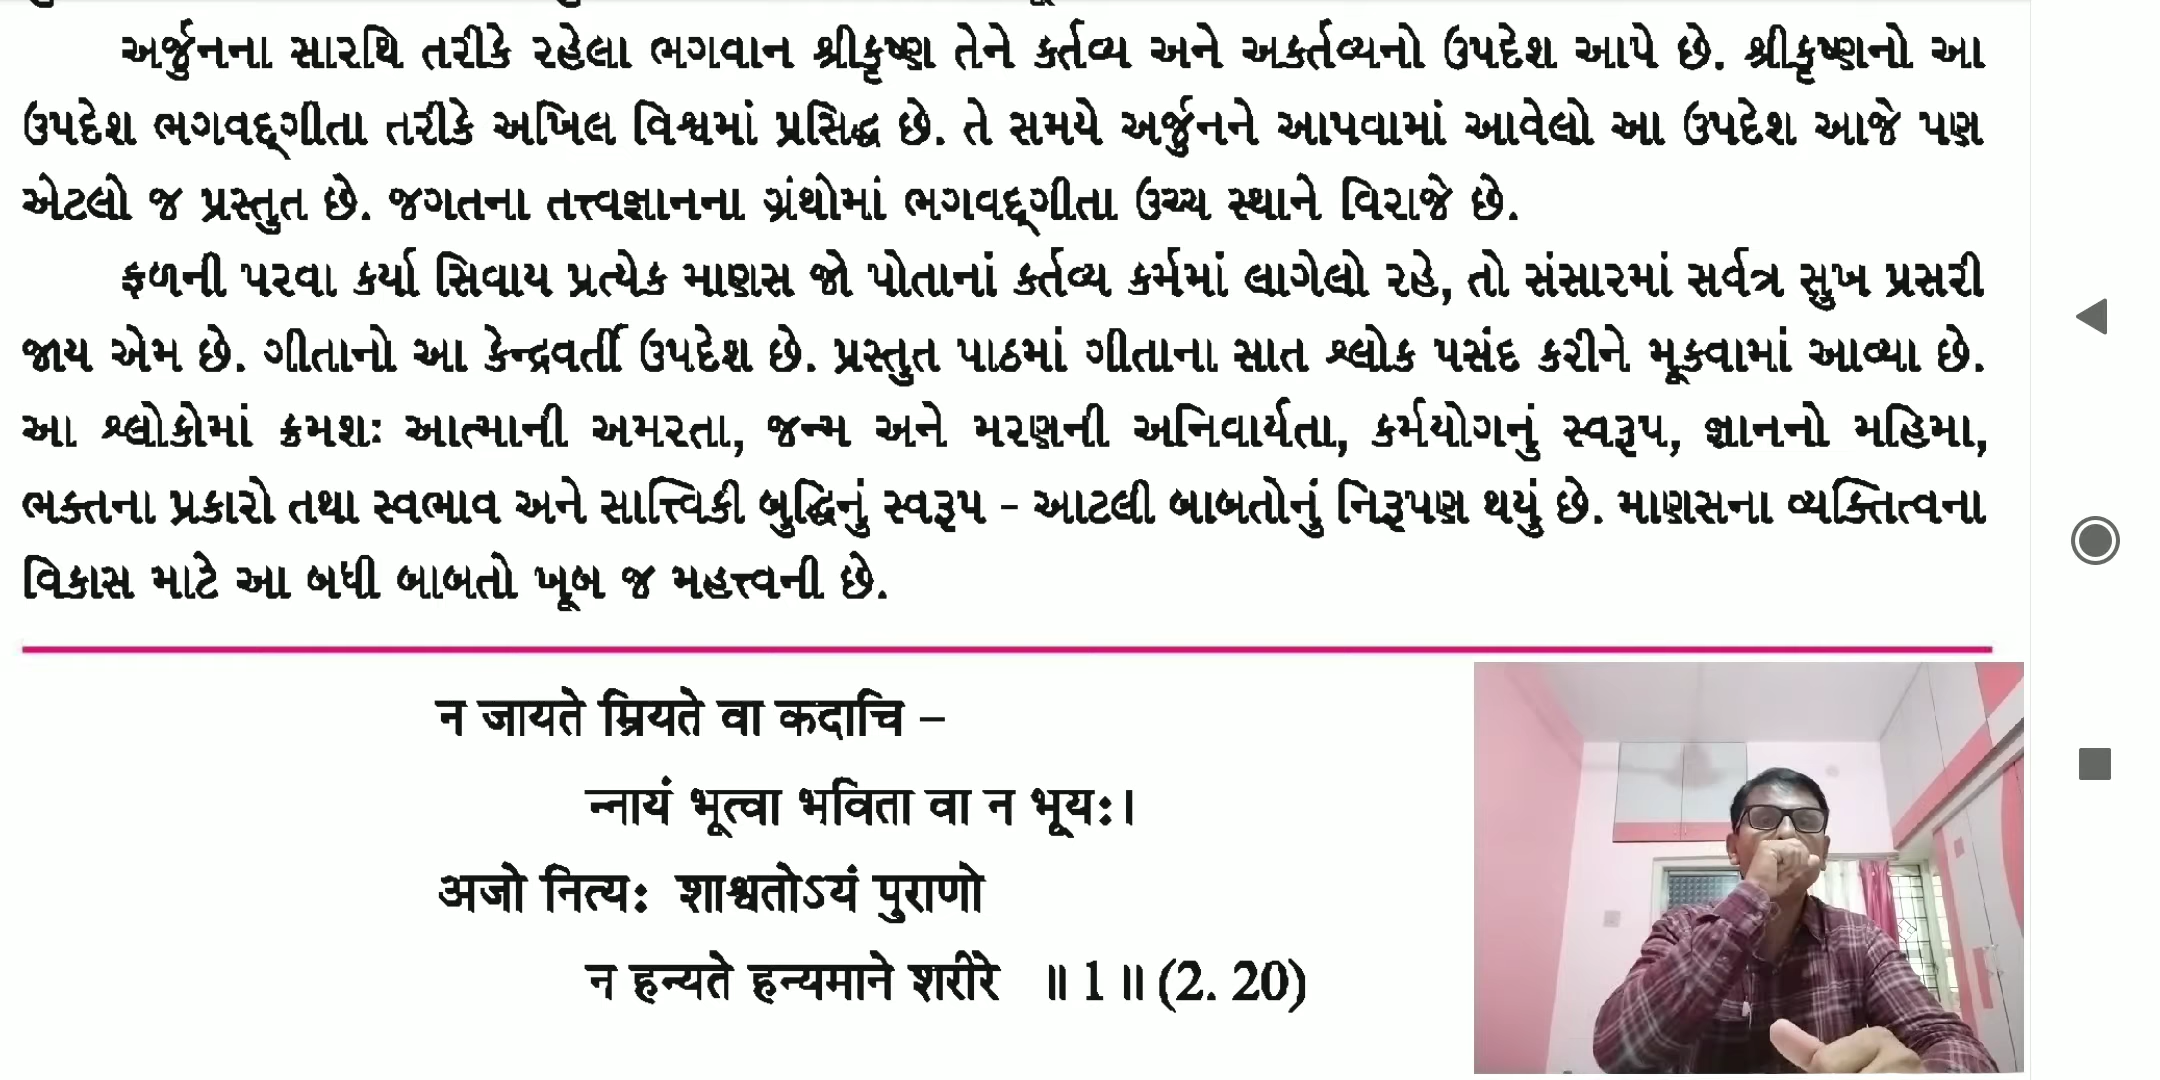 અર્જુનના સારથિ તરીકે રહેલા ભગવાન શ્રીકૃષ્ણ તેને કર્તવ્ય અને અકર્તવ્યનો ઉપદેશ આપે છે. શ્રીકૃષ્ણનો આ
ઉપદેશ ભગવદ્ગીતા તરીકે અખિલ વિશ્વમાં પ્રસિદ્ધ છે. તે સમયે અર્જુનને આપવામાં આવેલો આ ઉપદેશ આજે પણ
એટલો જ પ્રસ્તુત છે. જગતના તત્ત્વજ્ઞાનના ગ્રંથોમાં ભગવદ્ગીતા ઉચ્ચ સ્થાને વિરાજે છે.
ફળની પરવા કર્યા સિવાય પ્રત્યેક માણસ જો પોતાનાં કર્તવ્ય કર્મમાં લાગેલો રહે, તો સંસારમાં સર્વત્ર સુખ પ્રસરી
જાય એમ છે. ગીતાનો આ કેન્દ્રવર્તી ઉપદેશ છે. પ્રસ્તુત પાઠમાં ગીતાના સાત શ્લોક પસંદ કરીને મૂકવામાં આવ્યા છે.
આ શ્લોકોમાં ક્રમશઃ આત્માની અમરતા, જન્મ અને મરણની અનિવાર્યતા, કર્મયોગનું સ્વરૂપ, જ્ઞાનનો મહિમા,
ભક્તના પ્રકારો તથા સ્વભાવ અને સાત્ત્વિકી બુદ્ધિનું સ્વરૂપ - આટલી બાબતોનું નિરૂપણ થયું છે. માણસના વ્યક્તિત્વના
વિકાસ માટે આ બધી બાબતો ખૂબ જ મહત્ત્વની છે.
न जायते म्रियते वा कदाचि –
न्नायं भूत्वा भविता वा न भूयः।
अजो नित्यः शाश्वतोऽयं पुराणो
न हन्यते हन्यमाने शरीरे ॥ 1 ॥ (2. 20)